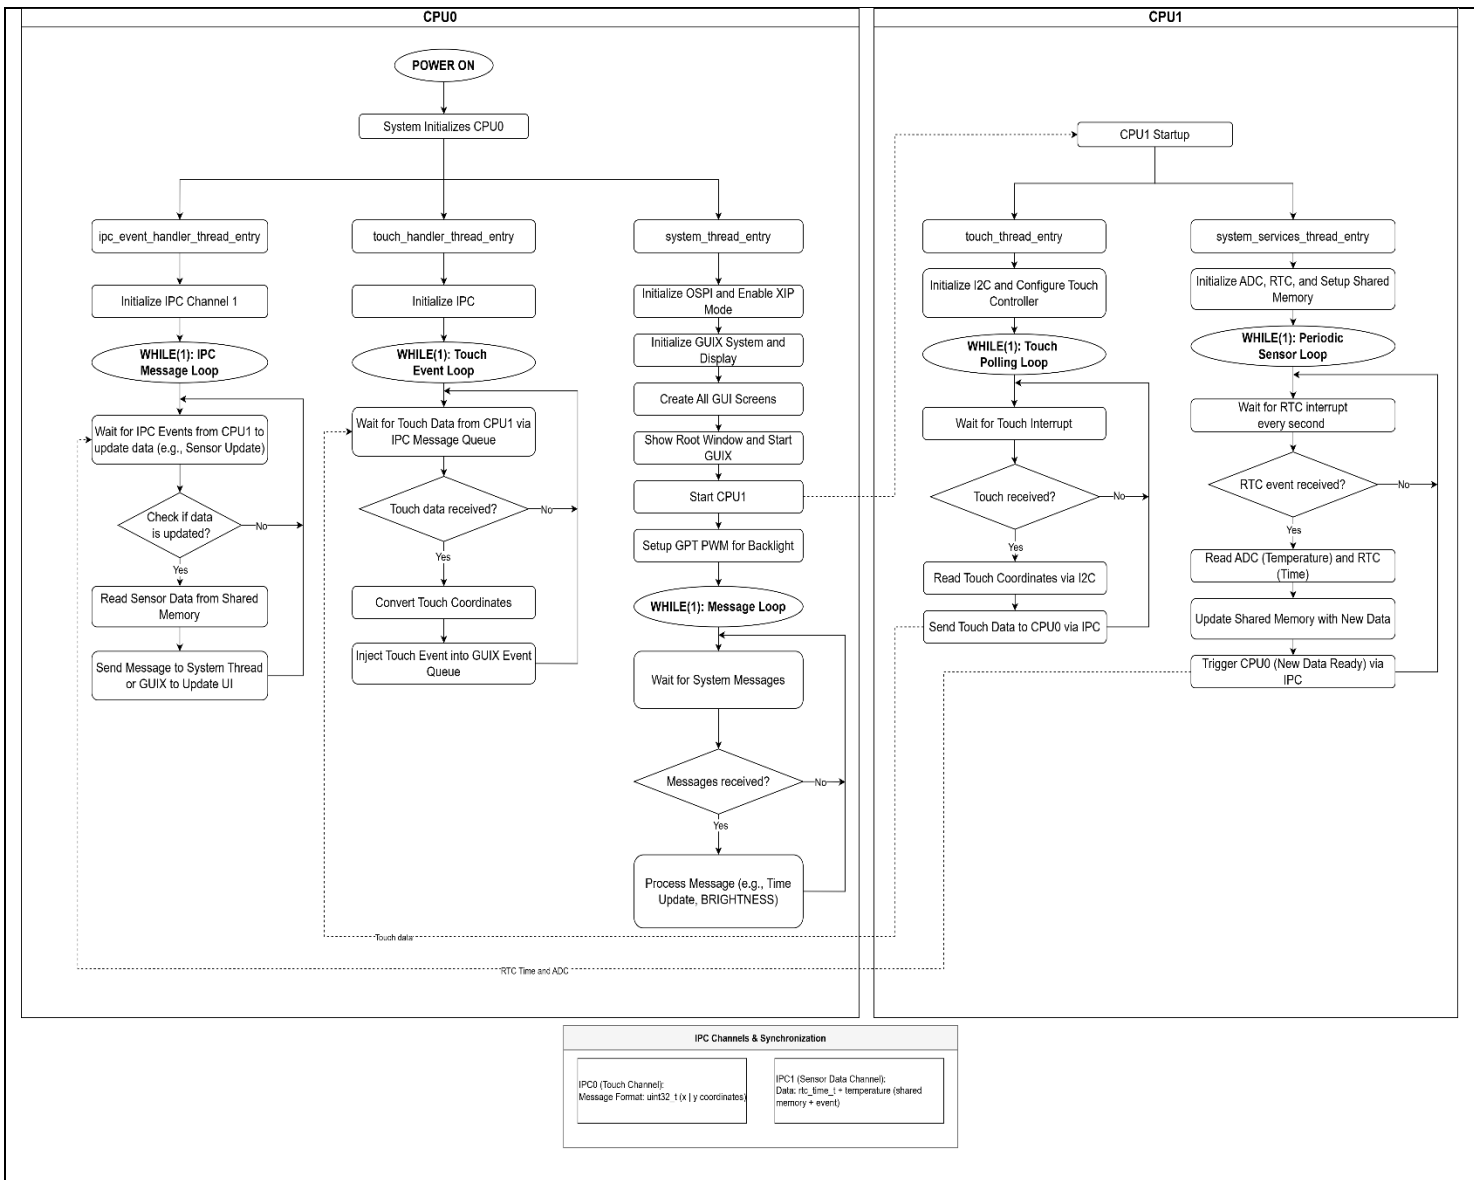 CPU0
POWER ON
System Initializes CPU0
ipc_event_handler_thread_entry
Initialize IPC Channel 1
WHILE(1): IPC
Message Loop
Wait for IPC Events from CPU1 to
update data (e.g., Sensor Update)
Check if data
is updated?
No
Yes
Read Sensor Data from Shared
Memory
Send Message to System Thread
or GUIX to Update UI
touch_handler_thread_entry
Initialize IPC
WHILE(1): Touch
Event Loop
Wait for Touch Data from CPU1 via
IPC Message Queue
Touch data received?
No
Yes
Convert Touch Coordinates
Inject Touch Event into GUIX Event
Queue
system_thread_entry
Initialize OSPI and Enable XIP
Mode
Initialize GUIX System and
Display
Create All GUI Screens
Show Root Window and Start
GUIX
Start CPU1
Setup GPT PWM for Backlight
WHILE(1): Message Loop
Wait for System Messages
Messages received?
No
Yes
Process Message (e.g., Time
Update, BRIGHTNESS)
Touch data
RTC Time and ADC
CPU1
CPU1 Startup
touch_thread_entry
Initialize I2C and Configure Touch
Controller
WHILE(1): Touch
Polling Loop
Wait for Touch Interrupt
Touch received?
No
Yes
Read Touch Coordinates via I2C
Send Touch Data to CPU0 via IPC
system_services_thread_entry
Initialize ADC, RTC, and Setup Shared
Memory
WHILE(1): Periodic
Sensor Loop
Wait for RTC interrupt
every second
RTC event received?
No
Yes
Read ADC (Temperature) and RTC
(Time)
Update Shared Memory with New Data
Trigger CPU0 (New Data Ready) via
IPC
IPC Channels & Synchronization
IPC0 (Touch Channel):
Message Format: uint32_t (x | y coordinates)
IPC1 (Sensor Data Channel):
Data: rtc_time_t + temperature (shared
memory + event)